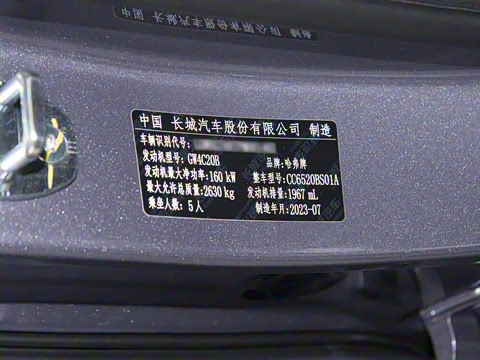 中国 长城汽车股份有限公司 制造
车辆识别代号:
发动机型号: GW4C20B 品牌: 哈弗牌
发动机最大净功率: 160 kW 整车型号: CC6520BS01A
最大允许总质量: 2630 kg 发动机排量: 1967 mL
乘坐人数: 5 人 制造年月: 2023-07